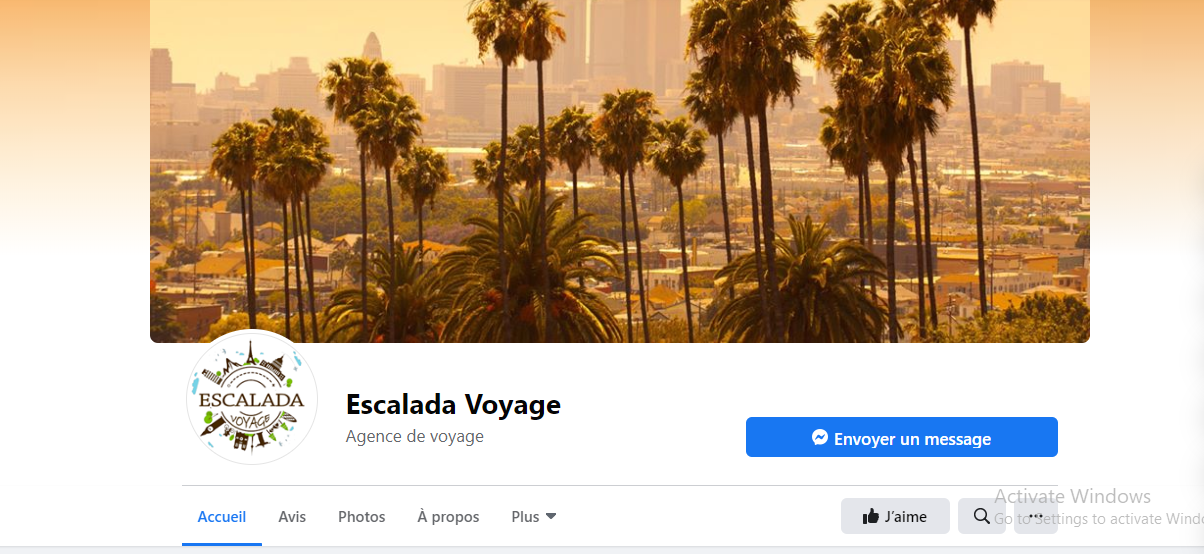 ESCALADA
VOYAGE
Escalada Voyage
Agence de voyage
Envoyer un message
Accueil
Avis
Photos
À propos
Plus
J'aime
Activate Windows
Go to Settings to activate Windo